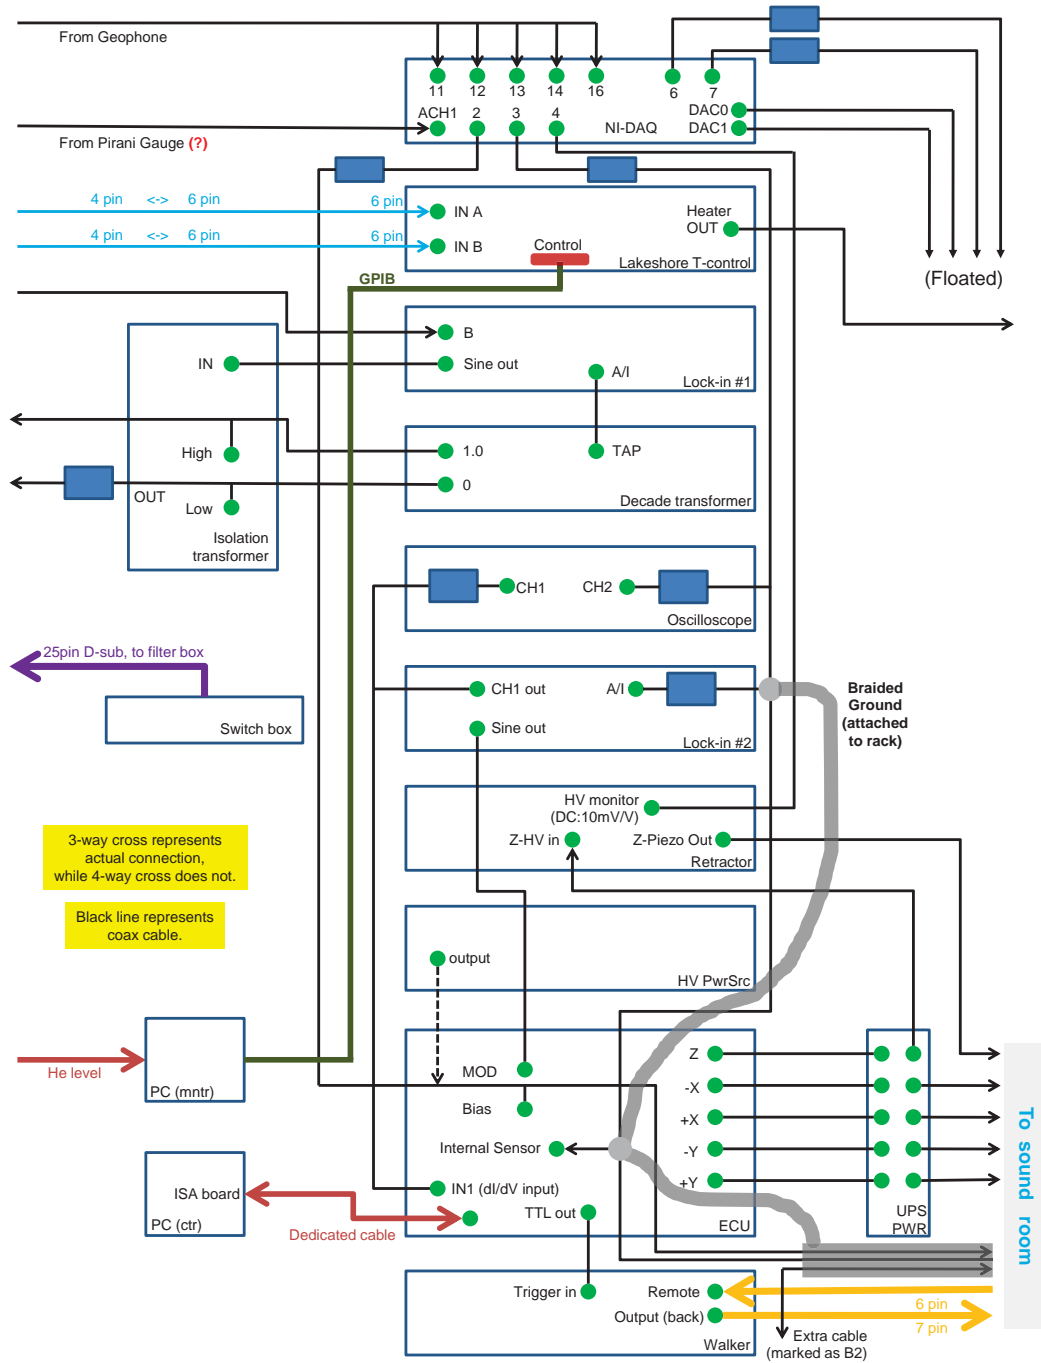 From Geophone
11 12 13 14 16 6 7
ACH1 2 3 4
DAC0
DAC1
NI-DAQ
From Pirani Gauge (?)
4 pin <-> 6 pin 6 pin
IN A
4 pin <-> 6 pin 6 pin
IN B
Heater
OUT
Control
Lakeshore T-control
(Floated)
GPIB
B
Sine out
A/I
Lock-in #1
IN
High
OUT
Low
Isolation
transformer
1.0
TAP
0
Decade transformer
CH1
CH2
Oscilloscope
25pin D-sub, to filter box
Switch box
CH1 out
A/I
Sine out
Lock-in #2
Braided
Ground
(attached
to rack)
HV monitor
(DC:10mV/V)
Z-HV in
Z-Piezo Out
Retractor
3-way cross represents
actual connection,
while 4-way cross does not.
Black line represents
coax cable.
output
HV PwrSrc
He level
PC (mntr)
MOD
Bias
Internal Sensor
IN1 (dI/dV input)
TTL out
Z
-X
+X
-Y
+Y
ECU
UPS
PWR
ISA board
PC (ctr)
Dedicated cable
To sound room
Trigger in
Remote
Output (back)
Walker
6 pin
7 pin
Extra cable
(marked as B2)